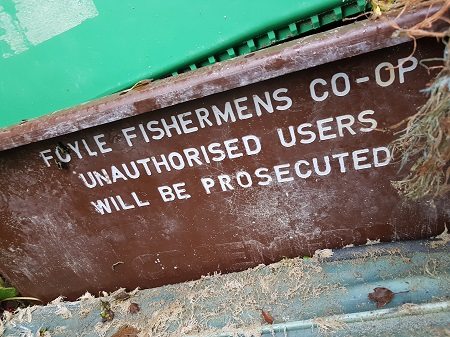 FOYLE FISHERMENS CO-OP
UNAUTHORISED USERS
WILL BE PROSECUTED